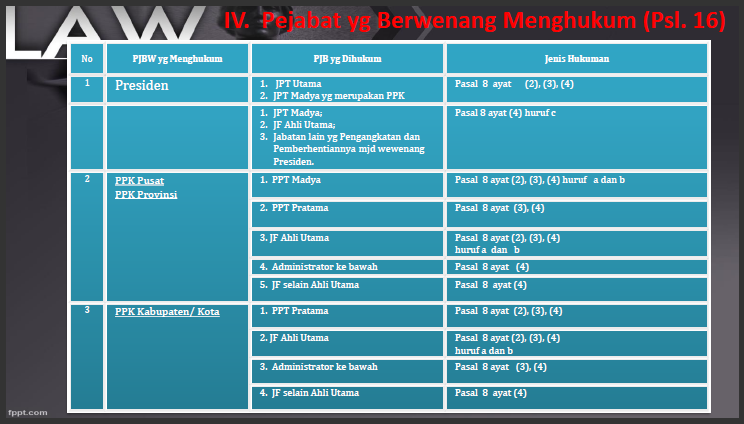 LAW
IV. Pejabat yg Berwenang Menghukum (Psl. 16)
No PJBW yg Menghukum PJB yg Dihukum Jenis Hukuman
1 Presiden 1. JPT Utama Pasal 8 ayat (2), (3), (4)
2. JPT Madya yg merupakan PPK
1. JPT Madya; Pasal 8 ayat (4) huruf c
2. JF Ahli Utama;
3. Jabatan lain yg Pengangkatan dan
Pemberhentiannya mjd wewenang
Presiden.
2 PPK Pusat 1. PPT Madya Pasal 8 ayat (2), (3), (4) huruf a dan b
PPK Provinsi
2. PPT Pratama Pasal 8 ayat (3), (4)
3. JF Ahli Utama Pasal 8 ayat (2), (3), (4)
huruf a dan b
4. Administrator ke bawah Pasal 8 ayat (4)
5. JF selain Ahli Utama Pasal 8 ayat (4)
3 PPK Kabupaten/ Kota 1. PPT Pratama Pasal 8 ayat (2), (3), (4)
2. JF Ahli Utama Pasal 8 ayat (2), (3), (4)
huruf a dan b
3. Administrator ke bawah Pasal 8 ayat (3), (4)
4. JF selain Ahli Utama Pasal 8 ayat (4)
fppt.com